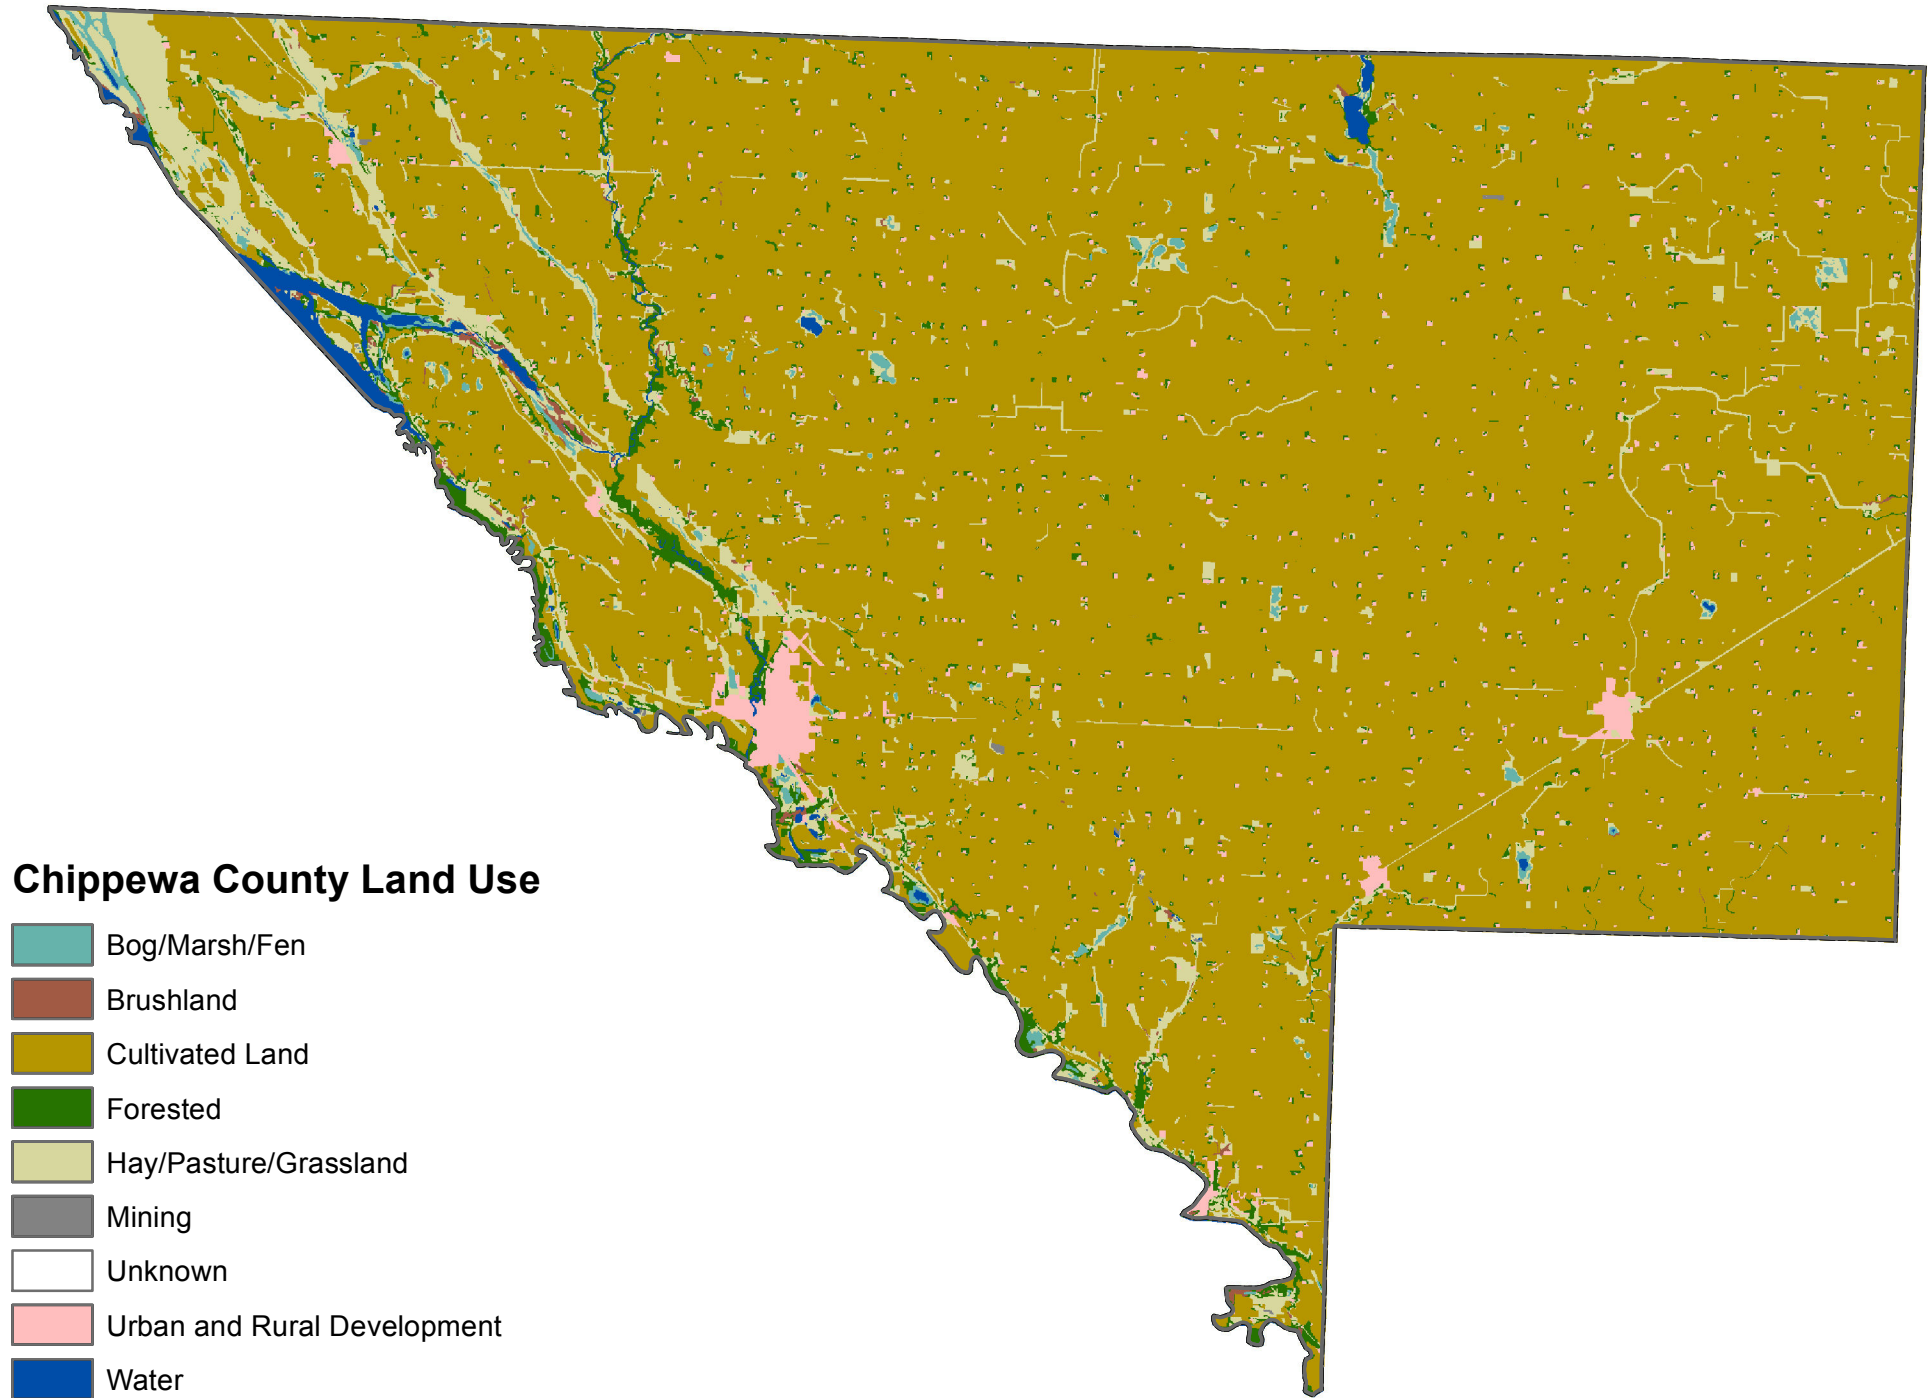 Chippewa County Land Use
Bog/Marsh/Fen
Brushland
Cultivated Land
Forested
Hay/Pasture/Grassland
Mining
Unknown
Urban and Rural Development
Water